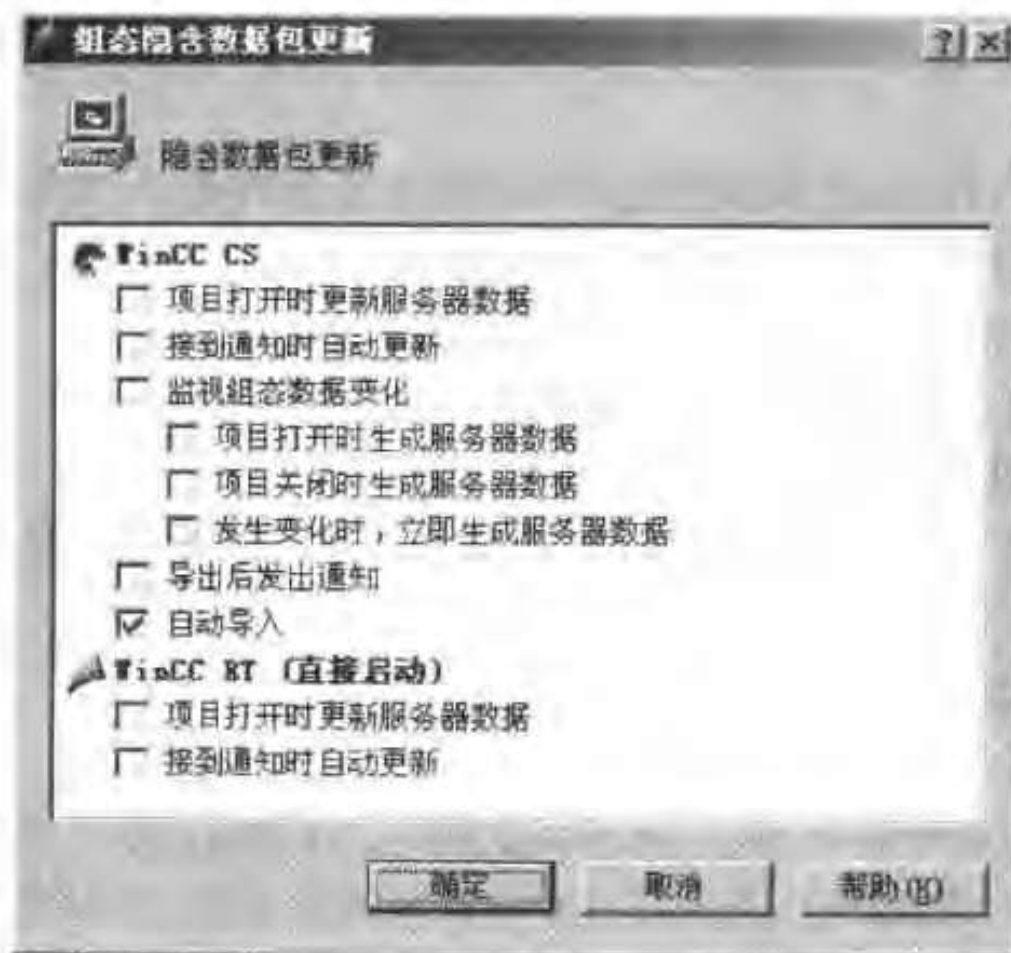 组态隐含数据包更新
隐含数据包更新
WinCC CS
项目打开时更新服务器数据
接到通知时自动更新
监视组态数据变化
项目打开时生成服务器数据
项目关闭时生成服务器数据
发生变化时，立即生成服务器数据
导出后发出通知
自动导入
WinCC RT (直接启动)
项目打开时更新服务器数据
接到通知时自动更新
确定 取消 帮助(H)